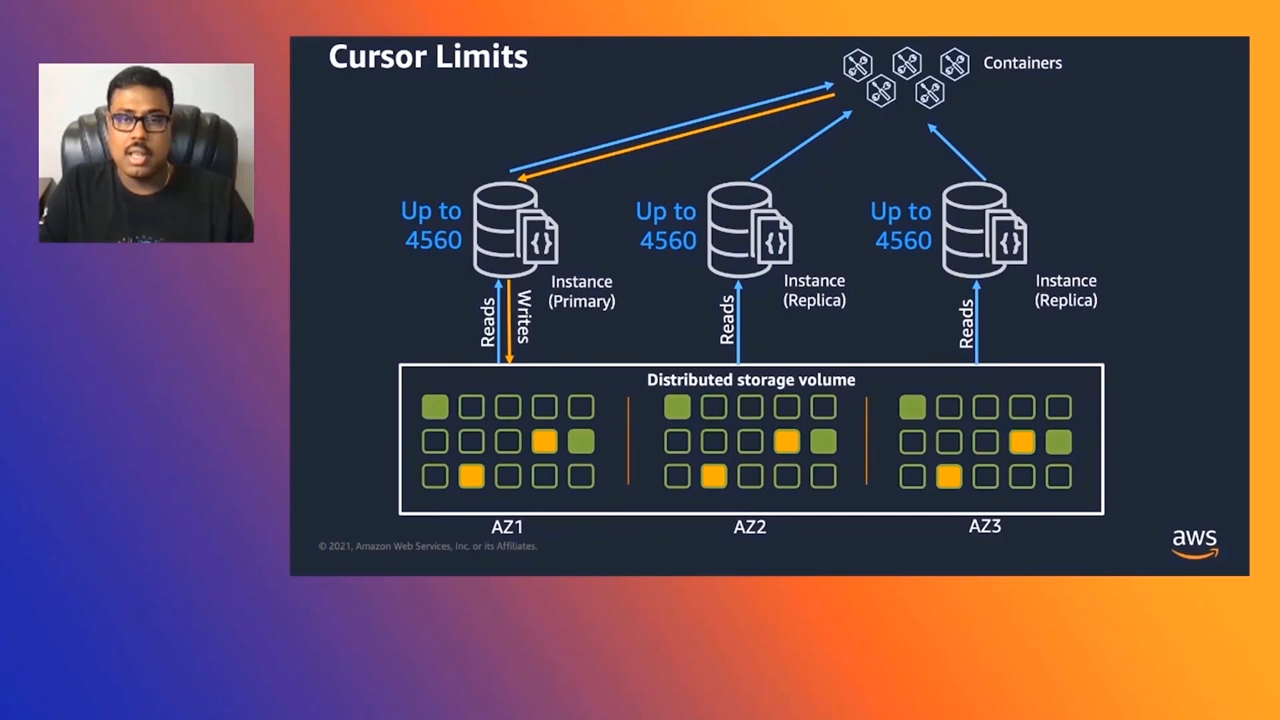 Cursor Limits
Containers
Up to
4560
Up to
4560
Up to
4560
Instance
(Primary)
Instance
(Replica)
Instance
(Replica)
Reads
Writes
Reads
Reads
Distributed storage volume
AZ1
AZ2
AZ3
© 2021, Amazon Web Services, Inc. or its Affiliates.
aws